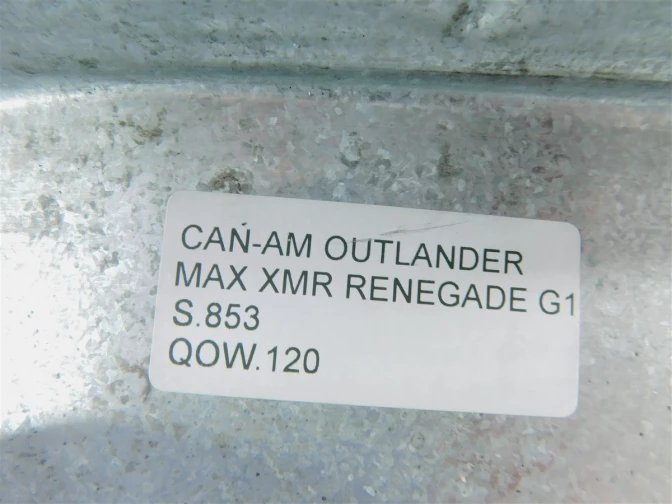 CAN-AM OUTLANDER
MAX XMR RENEGADE G1
S.853
QOW.120